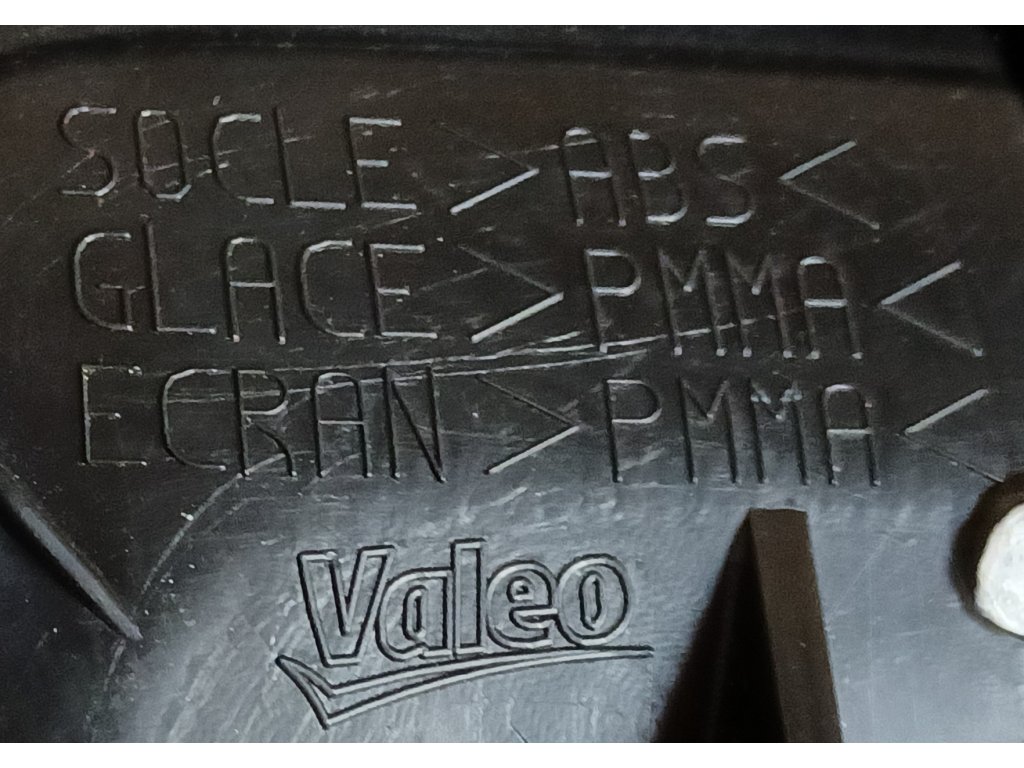 SOCLE >ABS<
GLACE >PMMA<
ECRAN >PMMA<
Valeo